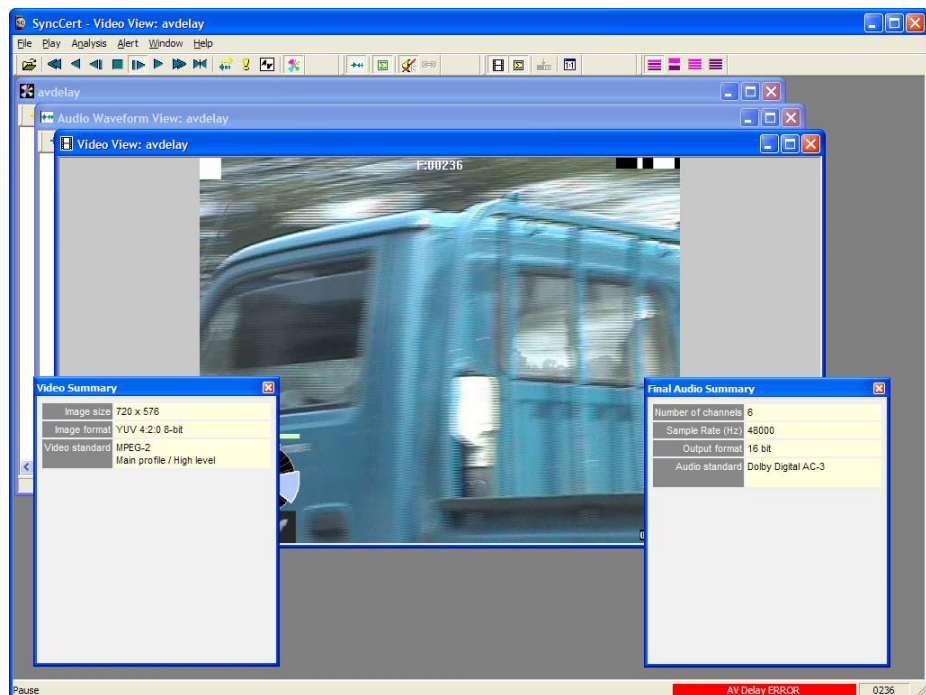 SyncCert - Video View: avdelay
File Play Analysis Alert Window Help
avdelay
Audio Waveform View: avdelay
Video View: avdelay
F:00236
Video Summary
Image size 720 x 576
Image format YUV 4:2:0 8-bit
Video standard MPEG-2
Main profile / High level
Final Audio Summary
Number of channels 6
Sample Rate (Hz) 48000
Output format 16 bit
Audio standard Dolby Digital AC-3
Pause
AV Delay ERROR
0236